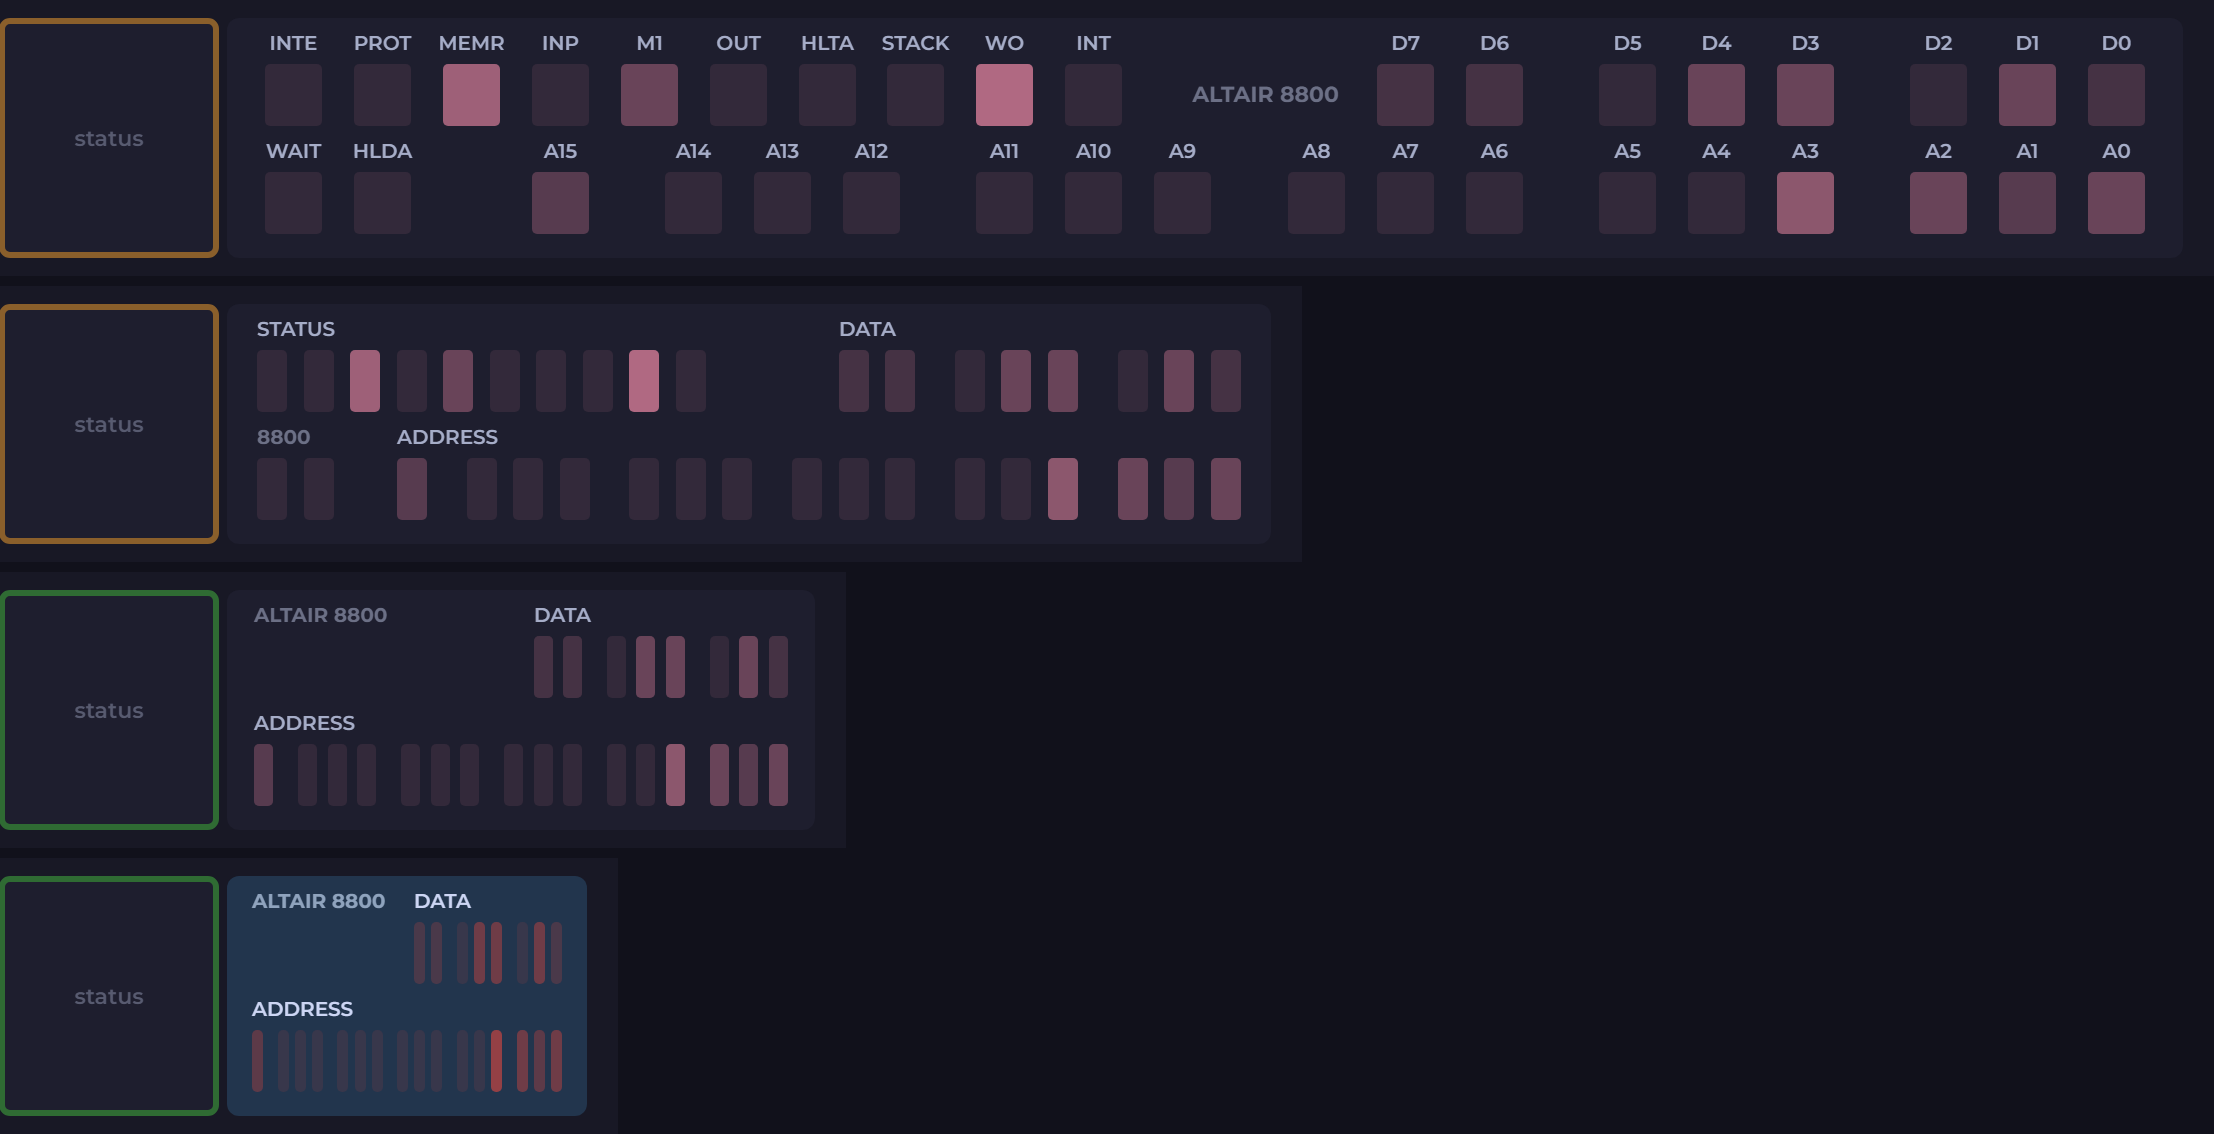 INTE PROT MEMR INP M1 OUT HLTA STACK WO INT D7 D6 D5 D4 D3 D2 D1 D0
ALTAIR 8800
status
WAIT HLDA A15 A14 A13 A12 A11 A10 A9 A8 A7 A6 A5 A4 A3 A2 A1 A0
STATUS DATA
status
8800 ADDRESS
ALTAIR 8800 DATA
status
ADDRESS
ALTAIR 8800 DATA
status
ADDRESS